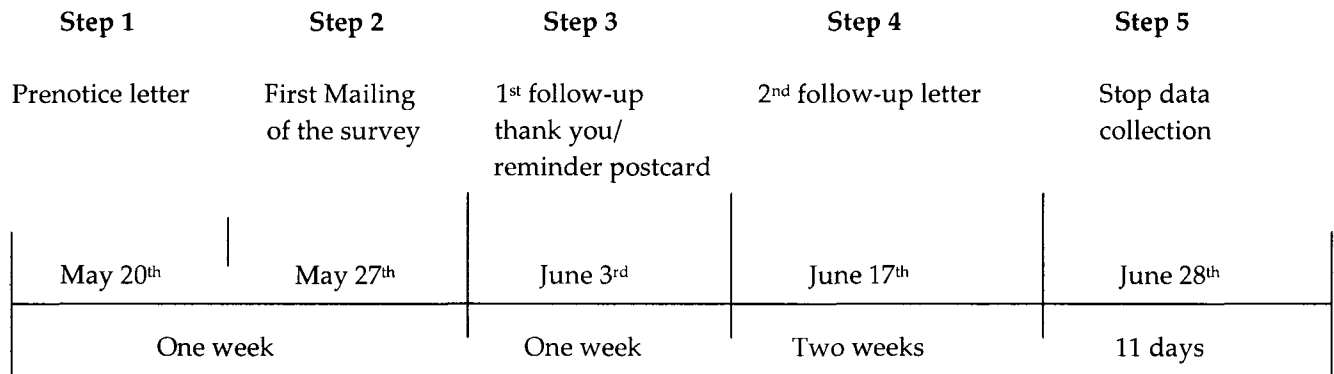 Step 1 Step 2 Step 3 Step 4 Step 5
Prenotice letter First Mailing 1st follow-up 2nd follow-up letter Stop data
of the survey thank you/ collection
reminder postcard
May 20th May 27th June 3rd June 17th June 28th
One week One week Two weeks 11 days